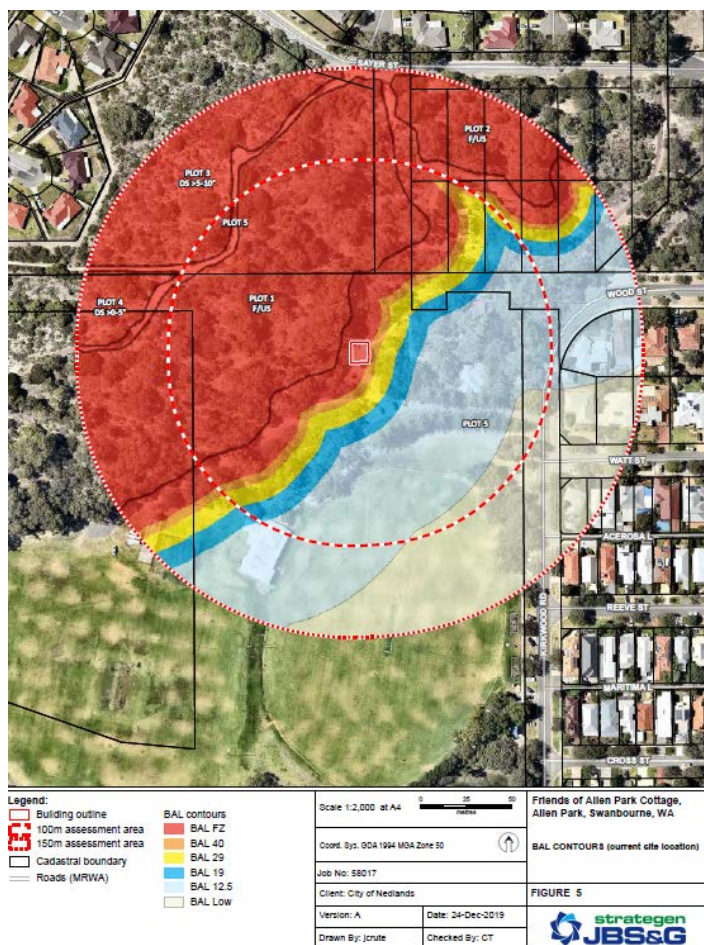 SAYER ST
PLOT 2
F/US
PLOT 3
DS >5-10°
PLOT 5
PLOT 4
DS >0-5°
PLOT 1
F/US
WOOD ST
PLOT 5
WATT ST
ACEROSA L
REEVE ST
KIRKWOOD RD
MARITIMA L
CROSS ST
Legend:
Building outline
100m assessment area
150m assessment area
Cadastral boundary
Roads (MRWA)
BAL contours
BAL FZ
BAL 40
BAL 29
BAL 19
BAL 12.5
BAL Low
Scale 1:2,000 at A4
0 25 50
metres
Coord. Sys. GDA 1994 MGA Zone 50
Job No: 58017
Client: City of Nedlands
Version: A
Date: 24-Dec-2019
Drawn By: jcrute
Checked By: CT
Friends of Allen Park Cottage,
Allen Park, Swanbourne, WA
BAL CONTOURS (current site location)
FIGURE 5
strategen
JBS&G